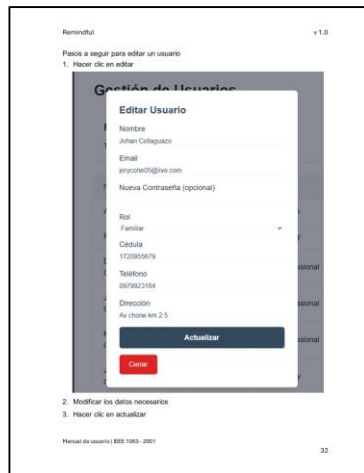 Remindful
v 1.0
Pasos a seguir para editar un usuario
1. Hacer clic en editar
Gestión de Usuarios
Editar Usuario
Nombre
Johan Collaguazo
Email
jerycohe05@live.com
Nueva Contraseña (opcional)
Rol
Familiar
Cédula
1720955679
Teléfono
0979923164
Dirección
Av chone km 2.5
Actualizar
Cerrar
2. Modificar los datos necesarios
3. Hacer clic en actualizar
Manual de usuario | IEEE 1063 - 2001
32